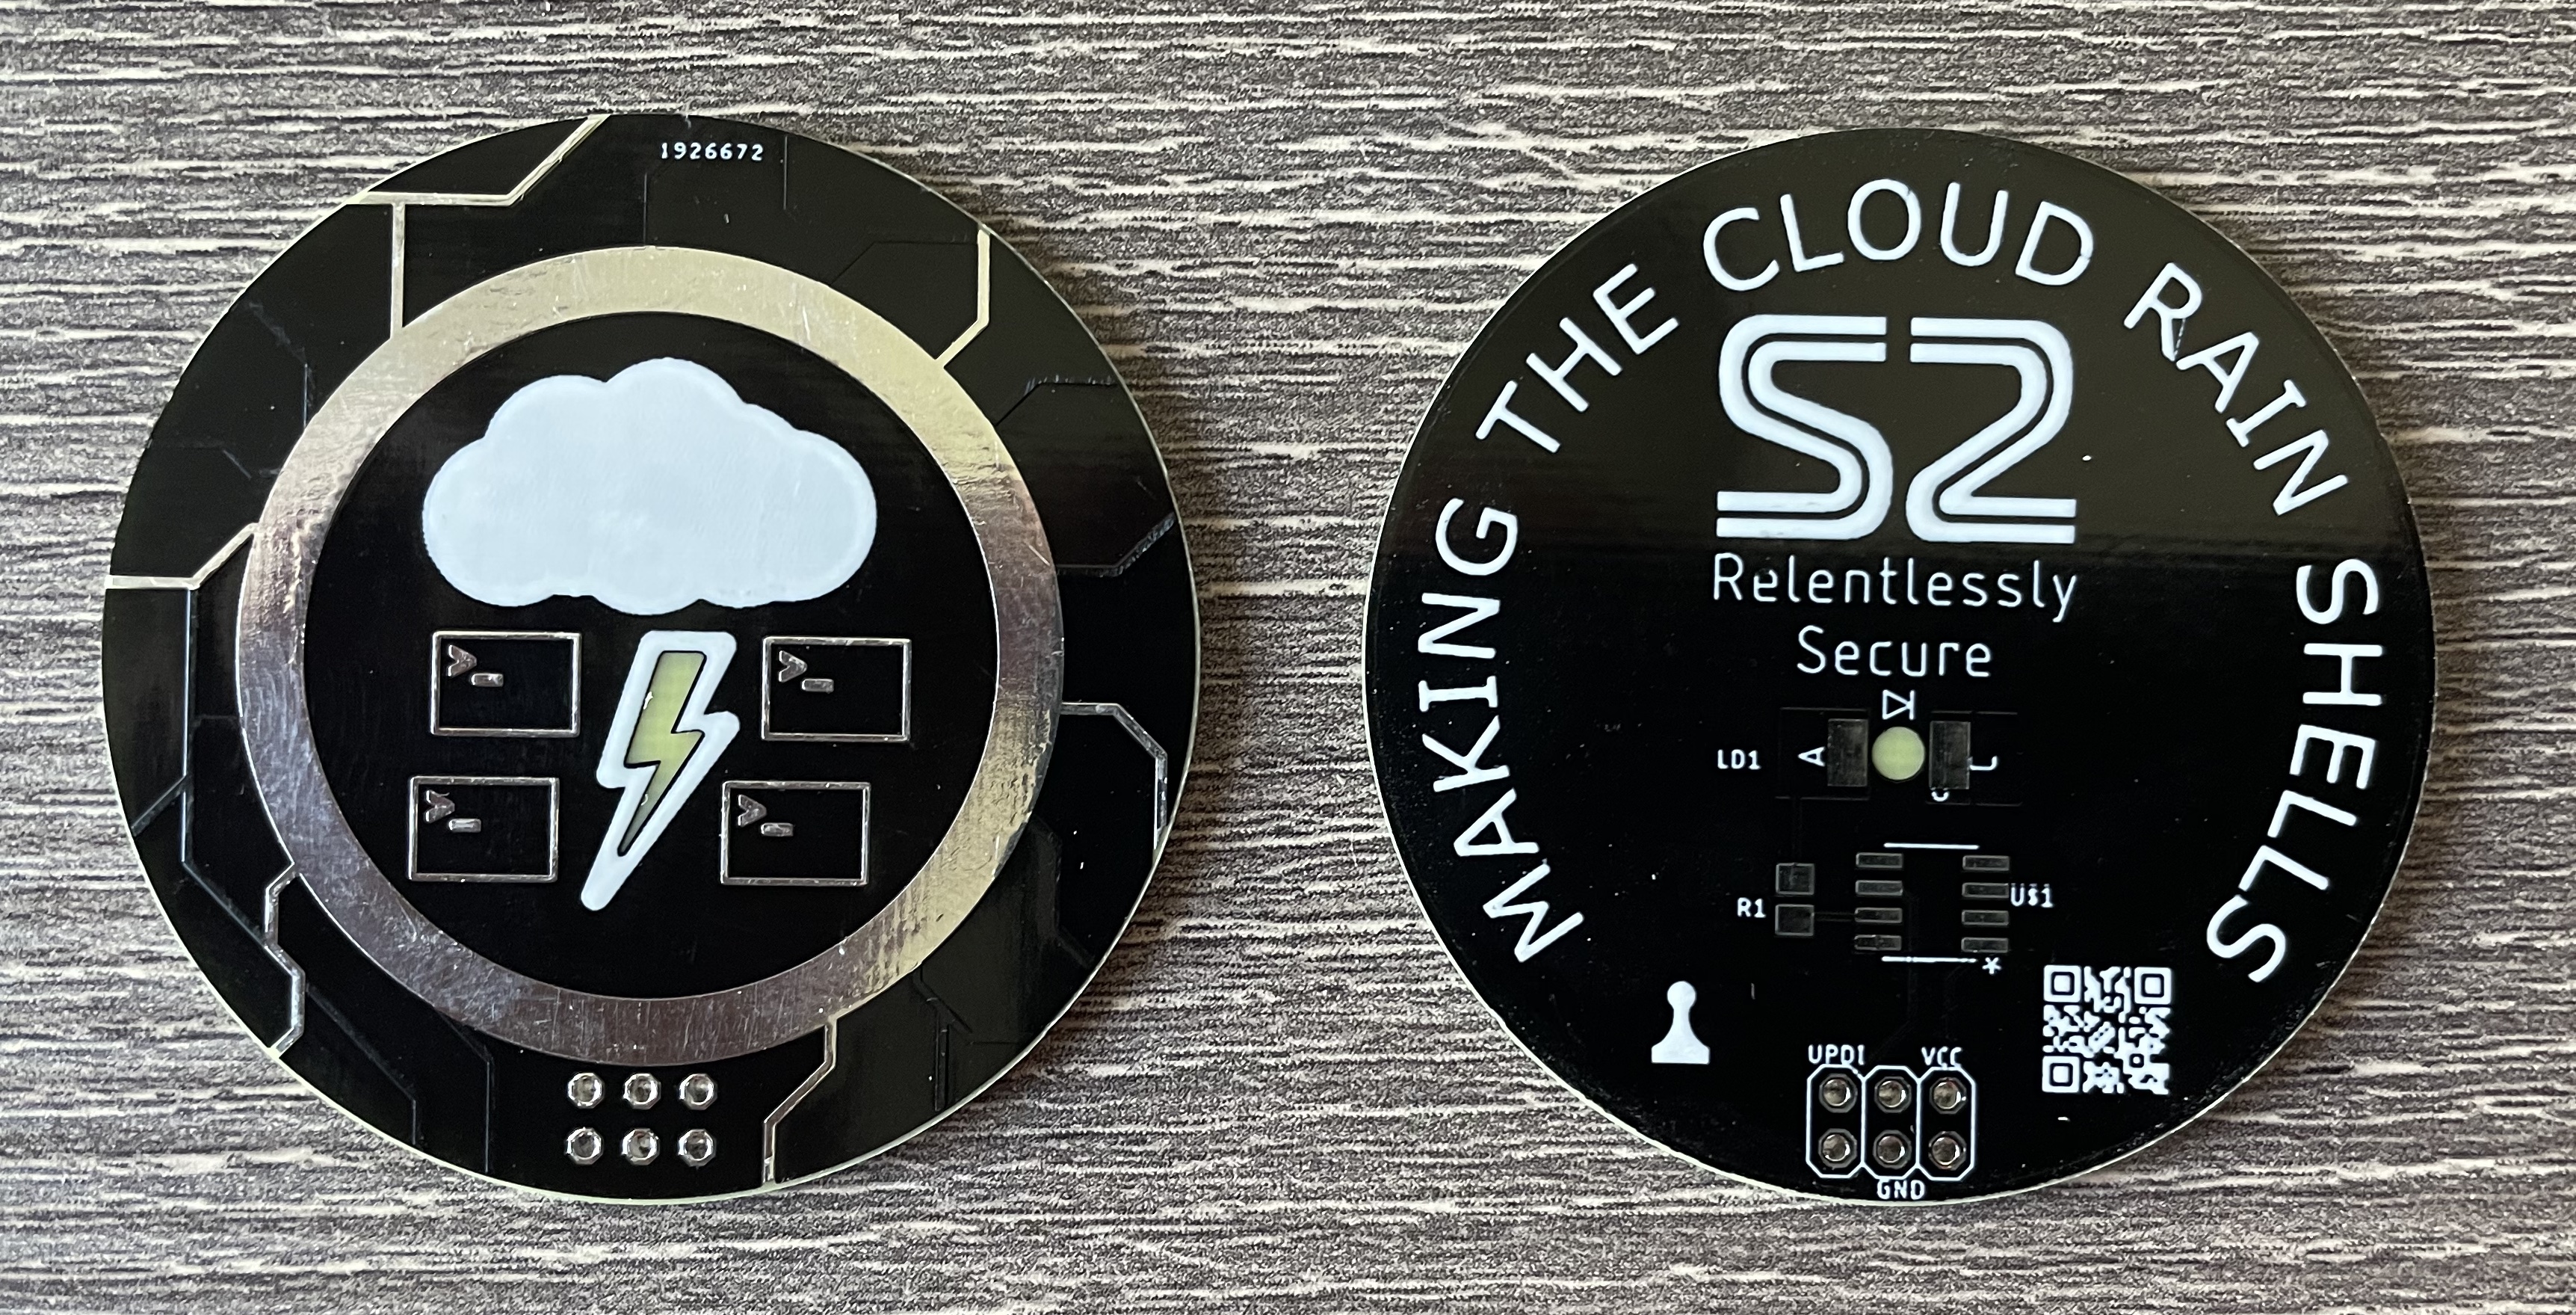 1926672
>_
>_
>_
>_
MAKING THE CLOUD RAIN SHELLS
S2
Relentlessly
Secure
LD1
A
C
R1
U$1
*
UPDI
VCC
GND